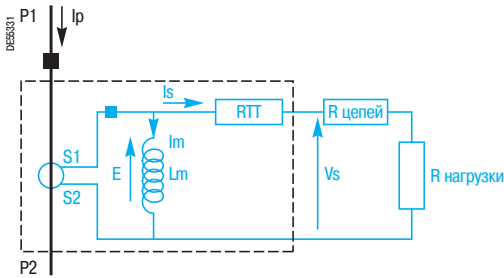 P1
Ip
DE55331
Is
RTT
R цепей
S1
Im
E
Lm
Vs
R нагрузки
S2
P2